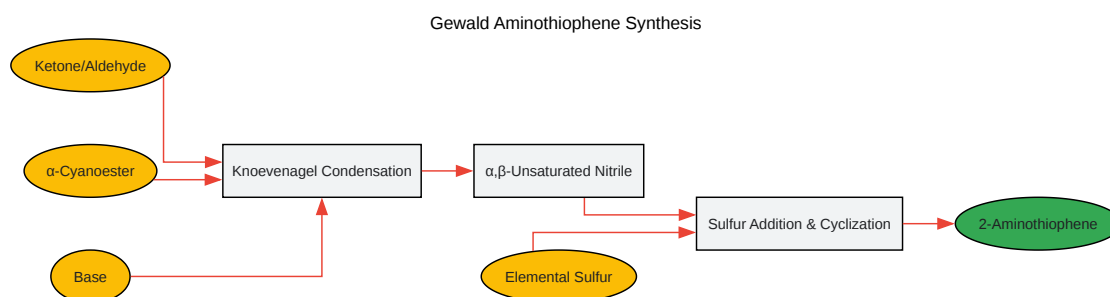 Gewald Aminothiophene Synthesis
Ketone/Aldehyde
α-Cyanoester
Knoevenagel Condensation
α,β-Unsaturated Nitrile
Sulfur Addition & Cyclization
2-Aminothiophene
Base
Elemental Sulfur